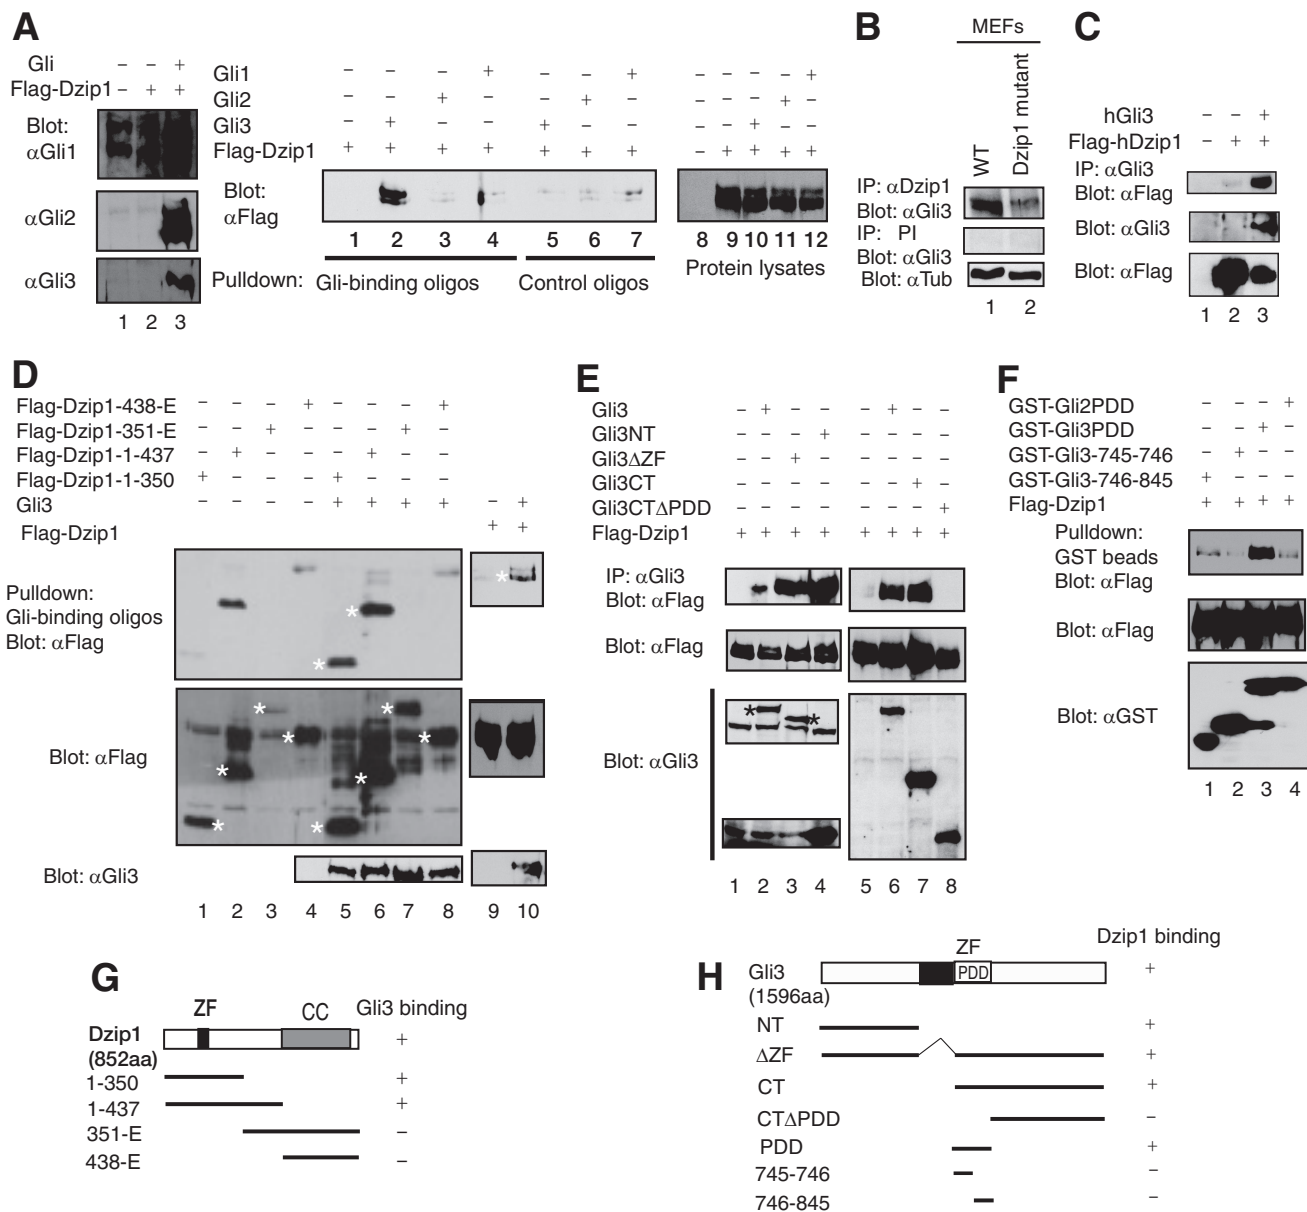 A
Gli – – +
Flag-Dzip1 – + +
Blot:
αGli1
αGli2
αGli3
1 2 3
Gli1 – – – + – – + – – – – +
Gli2 – – + – – + – – – – + –
Gli3 – + – – + – – – – + – –
Flag-Dzip1 + + + + + + + – + + + +
Blot:
αFlag
1 2 3 4 5 6 7 8 9 10 11 12
Pulldown: Gli-binding oligos Control oligos Protein lysates
B
MEFs
WT
Dzip1 mutant
IP: αDzip1
Blot: αGli3
IP: PI
Blot: αGli3
Blot: αTub
1 2
C
hGli3 – – +
Flag-hDzip1 – + +
IP: αGli3
Blot: αFlag
Blot: αGli3
Blot: αFlag
1 2 3
D
Flag-Dzip1-438-E – – – + – – – +
Flag-Dzip1-351-E – – + – – – + –
Flag-Dzip1-1-437 – + – – – + – –
Flag-Dzip1-1-350 + – – – + – – –
Gli3 – – – – + + + + – +
Flag-Dzip1 + +
Pulldown:
Gli-binding oligos
Blot: αFlag
* * *
Blot: αFlag
* * * * * * * *
Blot: αGli3
1 2 3 4 5 6 7 8 9 10
E
Gli3 – + – – – + – –
Gli3NT – – – + – – – –
Gli3ΔZF – – + – – – – –
Gli3CT – – – – – – + –
Gli3CTΔPDD – – – – – – – +
Flag-Dzip1 + + + + + + + +
IP: αGli3
Blot: αFlag
Blot: αFlag
* *
Blot: αGli3
1 2 3 4 5 6 7 8
F
GST-Gli2PDD – – – +
GST-Gli3PDD – – + –
GST-Gli3-745-746 – + – –
GST-Gli3-746-845 + – – –
Flag-Dzip1 + + + +
Pulldown:
GST beads
Blot: αFlag
Blot: αFlag
Blot: αGST
1 2 3 4
G
ZF CC Gli3 binding
Dzip1 +
(852aa)
1-350 +
1-437 +
351-E –
438-E –
H
ZF Dzip1 binding
Gli3 PDD +
(1596aa)
NT +
ΔZF +
CT +
CTΔPDD –
PDD +
745-746 –
746-845 –